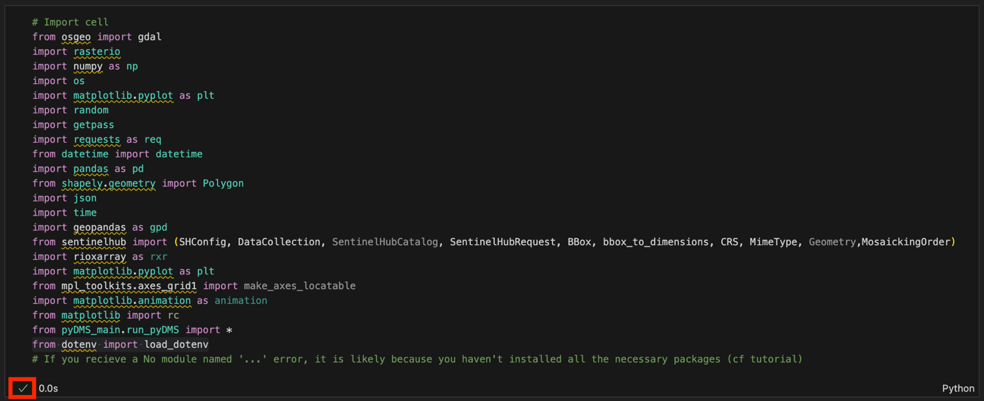 # Import cell
from osgeo import gdal
import rasterio
import numpy as np
import os
import matplotlib.pyplot as plt
import random
import getpass
import requests as req
from datetime import datetime
import pandas as pd
from shapely.geometry import Polygon
import json
import time
import geopandas as gpd
from sentinelhub import (SHConfig, DataCollection, SentinelHubCatalog, SentinelHubRequest, BBox, bbox_to_dimensions, CRS, MimeType, Geometry,MosaickingOrder)
import rioxarray as rxr
import matplotlib.pyplot as plt
from mpl_toolkits.axes_grid1 import make_axes_locatable
import matplotlib.animation as animation
from matplotlib import rc
from pyDMS_main.run_pyDMS import *
from dotenv import load_dotenv
# If you recieve a No module named '...' error, it is likely because you haven't installed all the necessary packages (cf tutorial)
0.0s Python